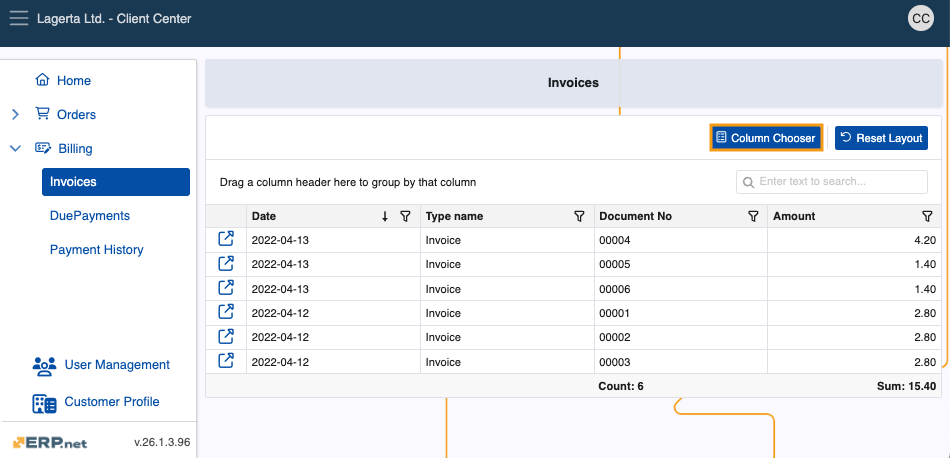 Lagerta Ltd. - Client Center
CC
Home
Orders
Billing
Invoices
DuePayments
Payment History
User Management
Customer Profile
ERP.net
v.26.1.3.96
Invoices
Column Chooser
Reset Layout
Drag a column header here to group by that column
Enter text to search...
Date Type name Document No Amount
2022-04-13 Invoice 00004 4.20
2022-04-13 Invoice 00005 1.40
2022-04-13 Invoice 00006 1.40
2022-04-12 Invoice 00001 2.80
2022-04-12 Invoice 00002 2.80
2022-04-12 Invoice 00003 2.80
Count: 6 Sum: 15.40